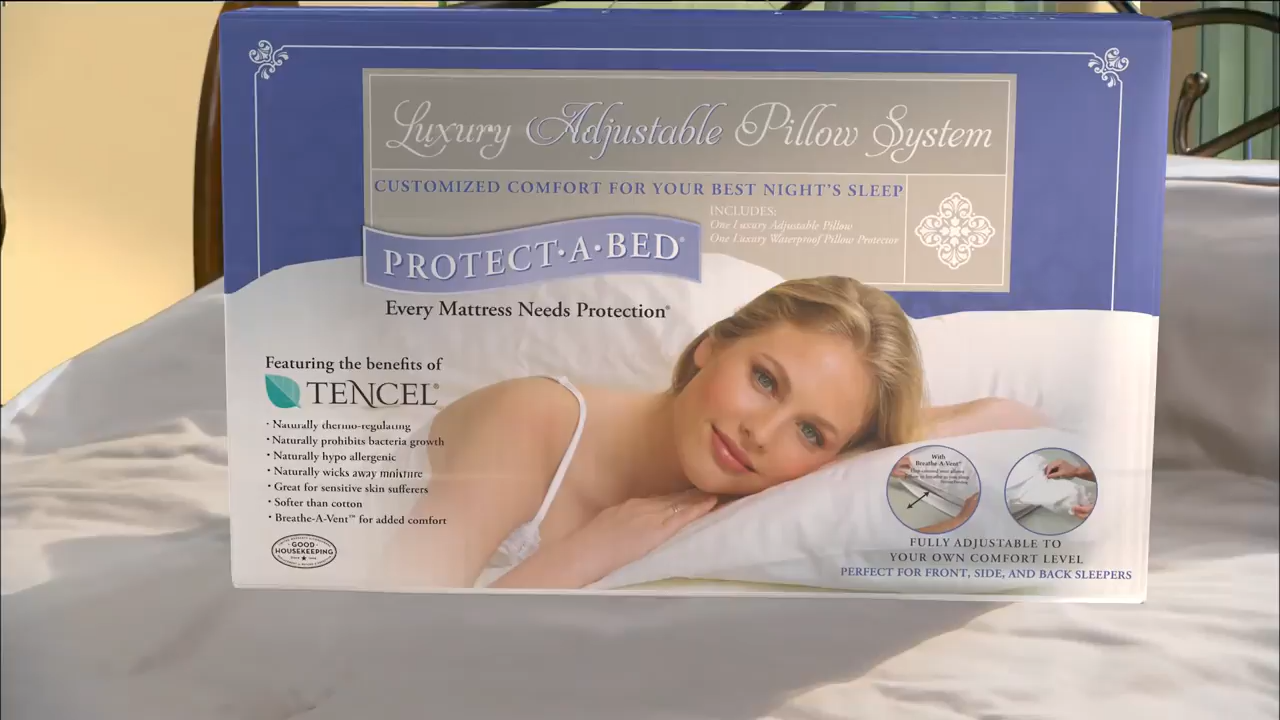 Luxury Adjustable Pillow System
CUSTOMIZED COMFORT FOR YOUR BEST NIGHT'S SLEEP
INCLUDES:
One Luxury Adjustable Pillow
One Luxury Waterproof Pillow Protector
PROTECT·A·BED®
Every Mattress Needs Protection®
Featuring the benefits of
TENCEL®
• Naturally thermo-regulating
• Naturally prohibits bacteria growth
• Naturally hypo allergenic
• Naturally wicks away moisture
• Great for sensitive skin sufferers
• Softer than cotton
• Breathe-A-Vent™ for added comfort
GOOD
HOUSEKEEPING
With
Breathe-A-Vent®
FULLY ADJUSTABLE TO
YOUR OWN COMFORT LEVEL
PERFECT FOR FRONT, SIDE, AND BACK SLEEPERS